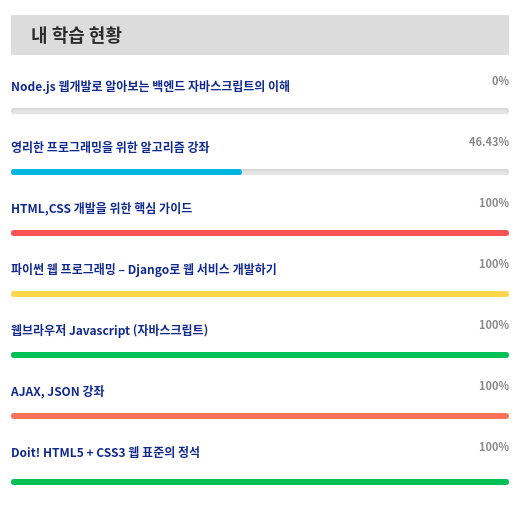 내 학습 현황
Node.js 웹개발로 알아보는 백엔드 자바스크립트의 이해 0%
영리한 프로그래밍을 위한 알고리즘 강좌 46.43%
HTML,CSS 개발을 위한 핵심 가이드 100%
파이썬 웹 프로그래밍 – Django로 웹 서비스 개발하기 100%
웹브라우저 Javascript (자바스크립트) 100%
AJAX, JSON 강좌 100%
Doit! HTML5 + CSS3 웹 표준의 정석 100%